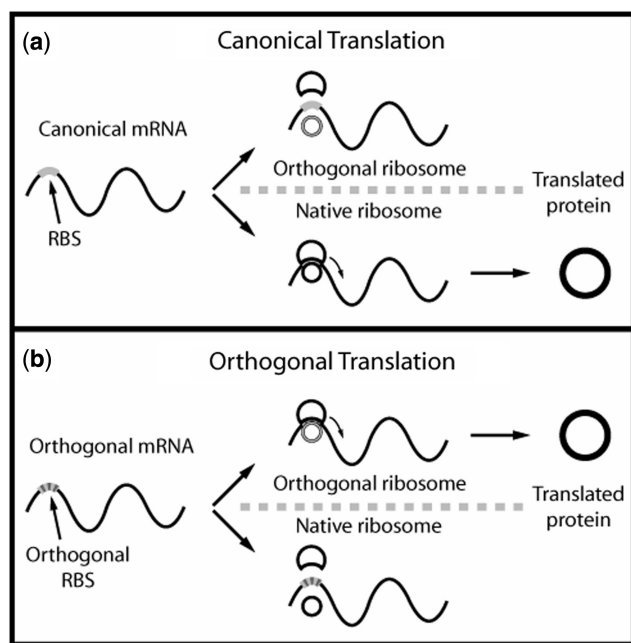 (a)
Canonical Translation
Canonical mRNA
RBS
Orthogonal ribosome
Native ribosome
Translated
protein
(b)
Orthogonal Translation
Orthogonal mRNA
Orthogonal
RBS
Orthogonal ribosome
Native ribosome
Translated
protein